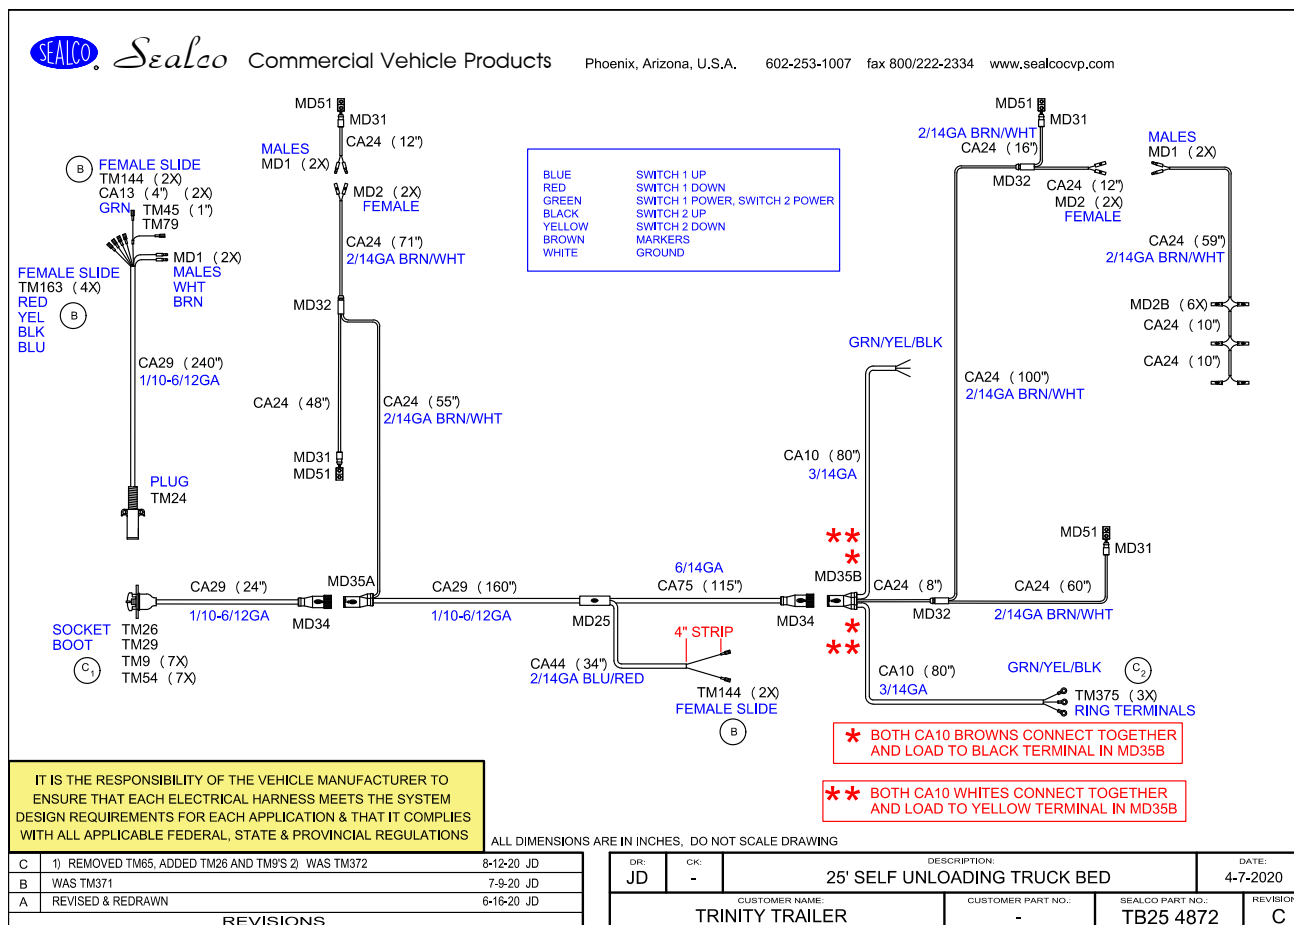 SEALCO Sealco Commercial Vehicle Products Phoenix, Arizona, U.S.A. 602-253-1007 fax 800/222-2334 www.sealcocvp.com
B
FEMALE SLIDE
TM144 (2X)
CA13 (4") (2X)
GRN TM45 (1")
TM79
MD1 (2X)
MALES
WHT
BRN
FEMALE SLIDE
TM163 (4X)
RED
YEL
BLK
BLU
B
CA29 (240")
1/10-6/12GA
PLUG
TM24
MD51
MD31
CA24 (12")
MALES
MD1 (2X)
MD2 (2X)
FEMALE
CA24 (71")
2/14GA BRN/WHT
MD32
CA24 (48")
CA24 (55")
2/14GA BRN/WHT
MD31
MD51
BLUE SWITCH 1 UP
RED SWITCH 1 DOWN
GREEN SWITCH 1 POWER, SWITCH 2 POWER
BLACK SWITCH 2 UP
YELLOW SWITCH 2 DOWN
BROWN MARKERS
WHITE GROUND
MD51
MD31
2/14GA BRN/WHT
CA24 (16")
MD32
CA24 (12")
MD2 (2X)
FEMALE
MALES
MD1 (2X)
CA24 (59")
2/14GA BRN/WHT
MD2B (6X)
CA24 (10")
CA24 (10")
GRN/YEL/BLK
CA24 (100")
2/14GA BRN/WHT
CA10 (80")
3/14GA
**
*
MD51
MD31
SOCKET TM26
BOOT TM29
TM9 (7X)
TM54 (7X)
C1
CA29 (24")
1/10-6/12GA
MD34
MD35A
CA29 (160")
1/10-6/12GA
MD25
6/14GA
CA75 (115")
MD34
MD35B
CA24 (8")
MD32
CA24 (60")
2/14GA BRN/WHT
4" STRIP
CA44 (34")
2/14GA BLU/RED
TM144 (2X)
FEMALE SLIDE
B
*
**
CA10 (80")
3/14GA
GRN/YEL/BLK
C2
TM375 (3X)
RING TERMINALS
* BOTH CA10 BROWNS CONNECT TOGETHER
AND LOAD TO BLACK TERMINAL IN MD35B
** BOTH CA10 WHITES CONNECT TOGETHER
AND LOAD TO YELLOW TERMINAL IN MD35B
IT IS THE RESPONSIBILITY OF THE VEHICLE MANUFACTURER TO
ENSURE THAT EACH ELECTRICAL HARNESS MEETS THE SYSTEM
DESIGN REQUIREMENTS FOR EACH APPLICATION & THAT IT COMPLIES
WITH ALL APPLICABLE FEDERAL, STATE & PROVINCIAL REGULATIONS
ALL DIMENSIONS ARE IN INCHES, DO NOT SCALE DRAWING
C 1) REMOVED TM65, ADDED TM26 AND TM9'S 2) WAS TM372 8-12-20 JD
B WAS TM371 7-9-20 JD
A REVISED & REDRAWN 6-16-20 JD
REVISIONS
DR: CK: DESCRIPTION: DATE:
JD - 25' SELF UNLOADING TRUCK BED 4-7-2020
CUSTOMER NAME: CUSTOMER PART NO.: SEALCO PART NO.: REVISION
TRINITY TRAILER - TB25 4872 C